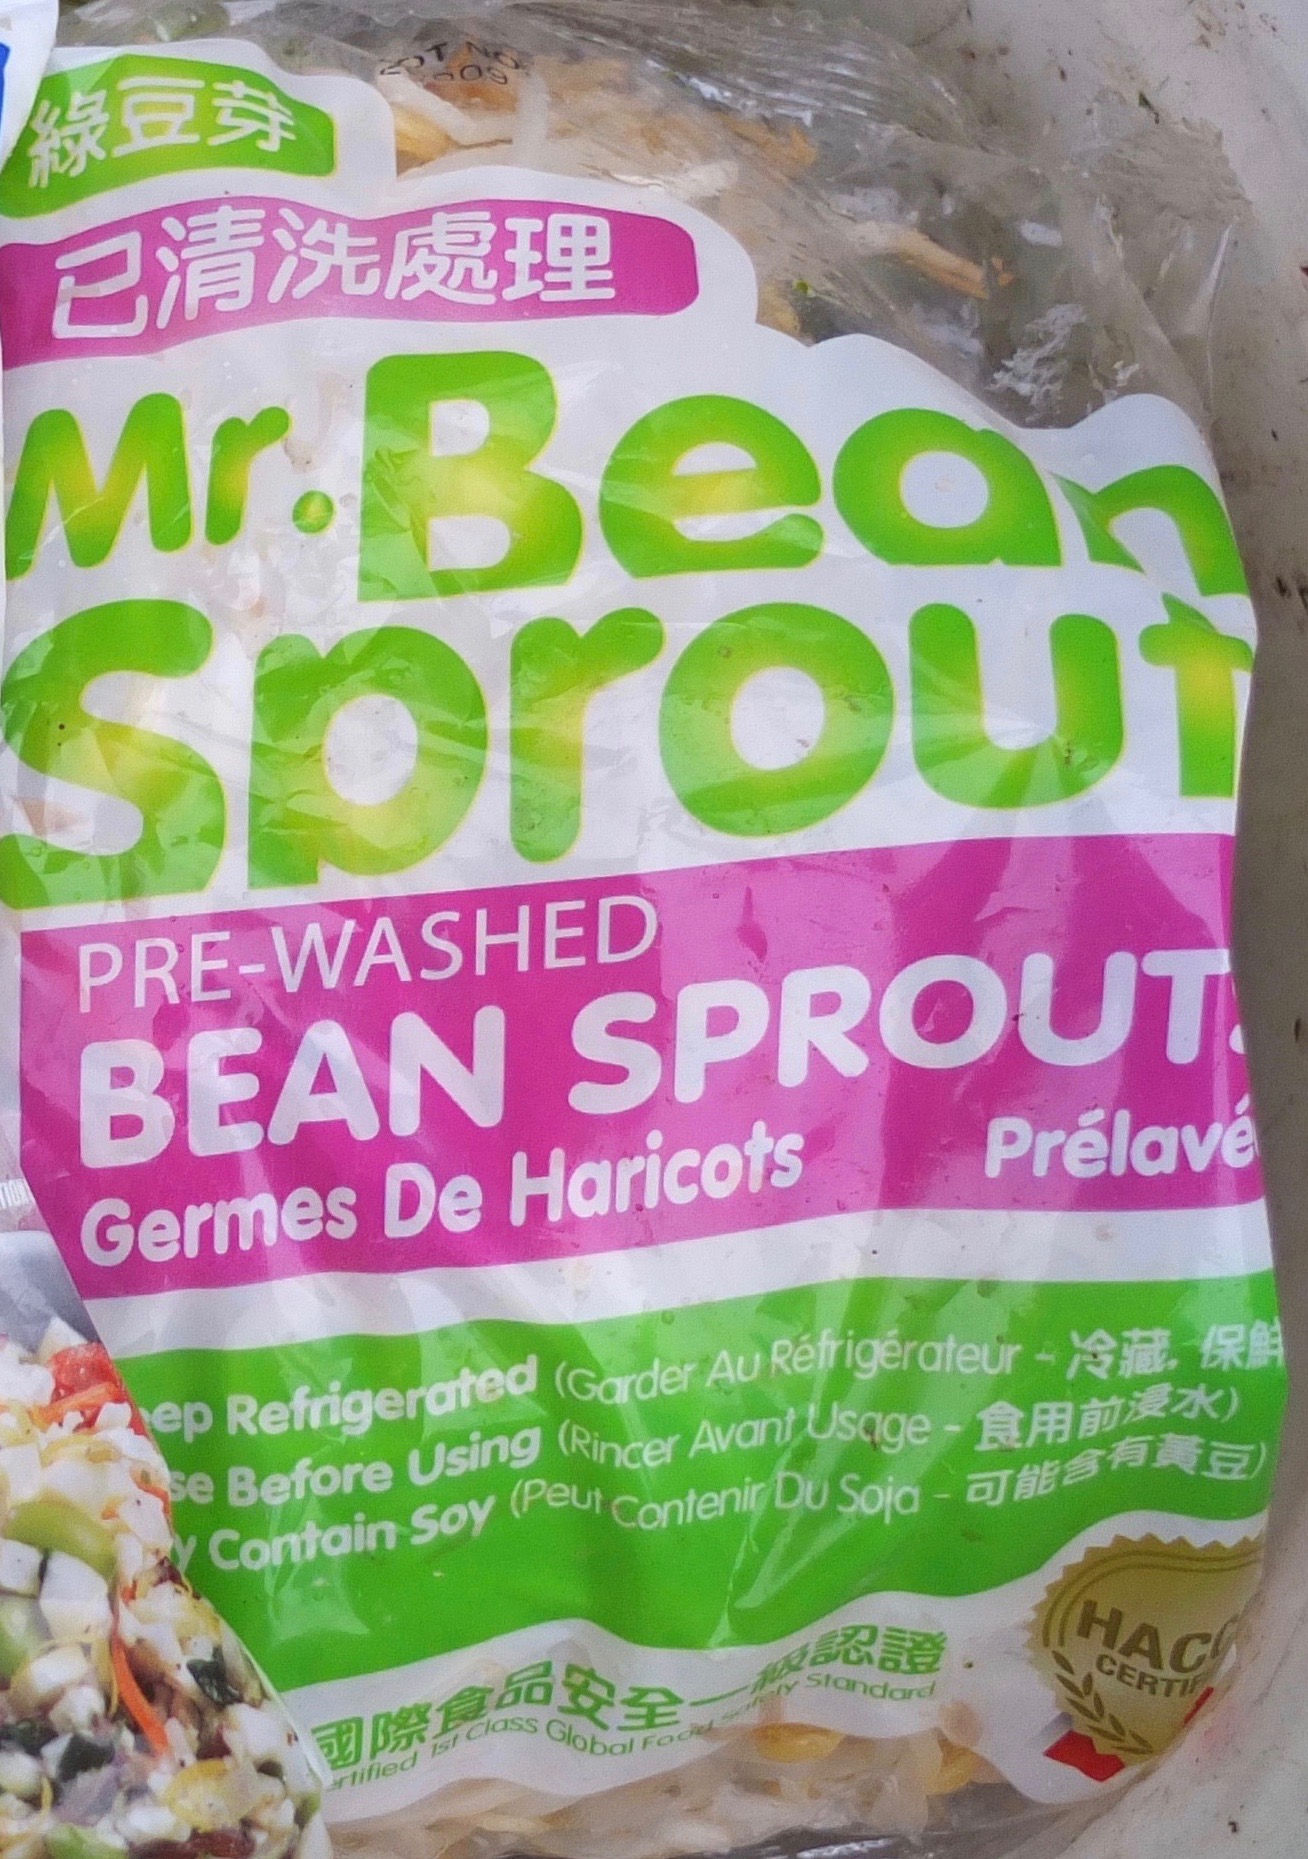 綠豆芽
已清洗處理
Mr. Bean
Sprout
PRE-WASHED
BEAN SPROUTS
Germes De Haricots Prélavé
Refrigerated (Garder Au Réfrigérateur - 冷藏, 保鮮
Before Using (Rincer Avant Usage - 食用前浸水)
Contain Soy (Peut Contenir Du Soja - 可能含有黃豆)
國際食品安全一級認證
1st Class Global Food Safety Standard
HACC
CERTIF